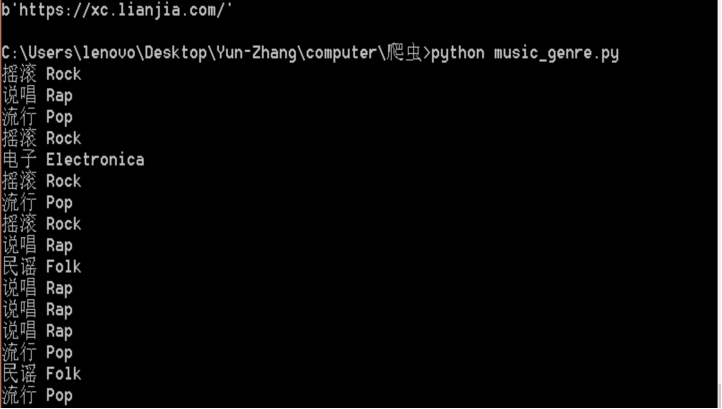 b'https://xc.lianjia.com/'
C:\Users\lenovo\Desktop\Yun-Zhang\computer\爬虫>python music_genre.py
摇滚 Rock
说唱 Rap
流行 Pop
摇滚 Rock
电子 Electronica
摇滚 Rock
流行 Pop
摇滚 Rock
说唱 Rap
民谣 Folk
说唱 Rap
说唱 Rap
说唱 Rap
流行 Pop
民谣 Folk
流行 Pop